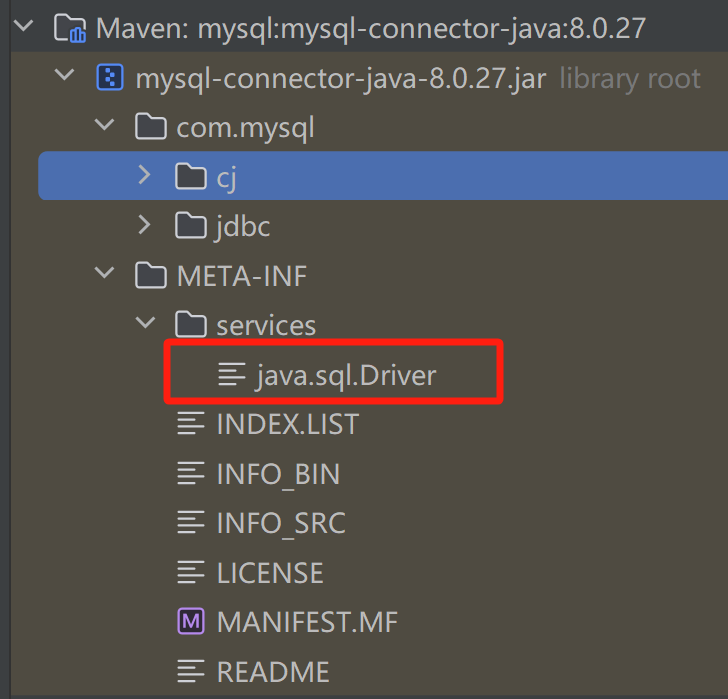 Maven: mysql:mysql-connector-java:8.0.27
mysql-connector-java-8.0.27.jar library root
com.mysql
cj
jdbc
META-INF
services
java.sql.Driver
INDEX.LIST
INFO_BIN
INFO_SRC
LICENSE
M MANIFEST.MF
README